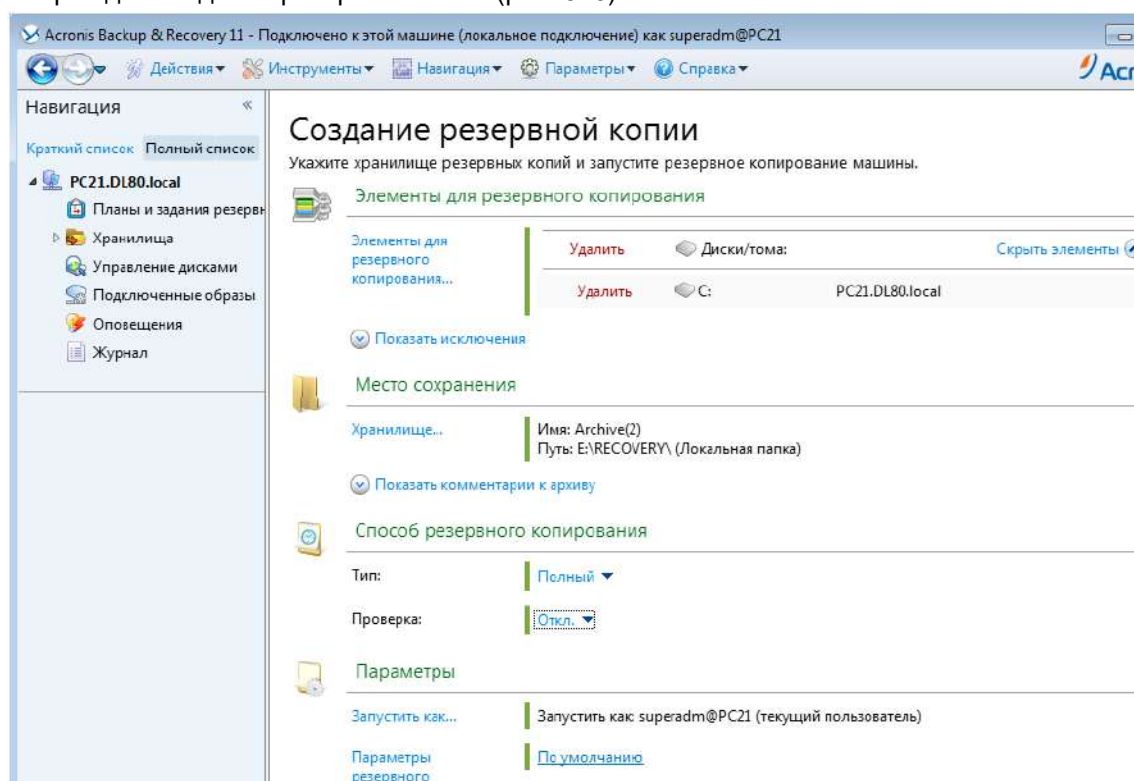 Acronis Backup & Recovery 11 - Подключено к этой машине (локальное подключение) как superadm@PC21
Действия Инструменты Навигация Параметры Справка
Навигация
Краткий список Полный список
PC21.DL80.local
Планы и задания
Хранилища
Управление дисками
Подключенные образы
Оповещения
Журнал
Создание резервной копии
Укажите хранилище резервных копий и запустите резервное копирование машины.
Элементы для резервного копирования
Элементы для
резервного
копирования...
Удалить Диски/тома: Скрыть элементы
Удалить C: PC21.DL80.local
Показать исключения
Место сохранения
Хранилище... Имя: Archive(2)
Путь: E:\RECOVERY\ (Локальная папка)
Показать комментарии к архиву
Способ резервного копирования
Тип: Полный
Проверка: Откл.
Параметры
Запустить как... Запустить как: superadm@PC21 (текущий пользователь)
Параметры По умолчанию
резервного